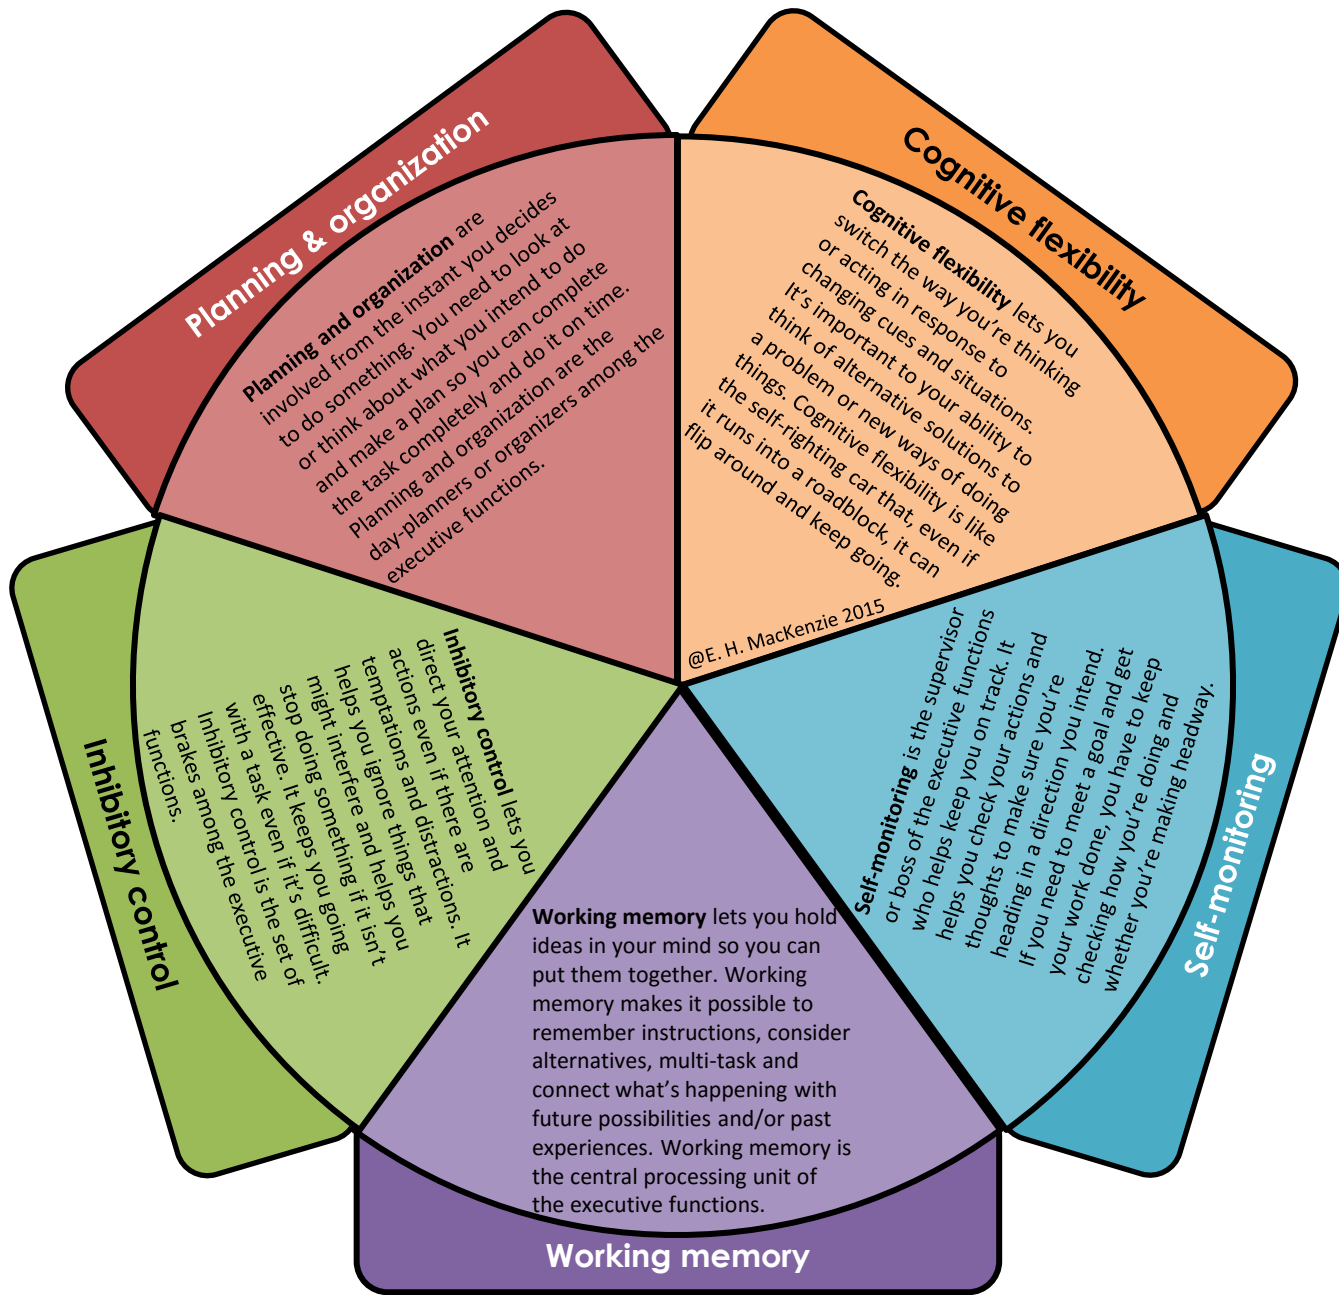 Planning & organization
Planning and organization are
involved from the instant you decides
to do something. You need to look at
or think about what you intend to do
and make a plan so you can complete
the task completely and do it on time.
Planning and organization are the
day-planners or organizers among the
executive functions.
Cognitive flexibility
Cognitive flexibility lets you
switch the way you're thinking
or acting in response to
changing cues and situations.
It's important to your ability to
think of alternative solutions to
a problem or new ways of doing
things. Cognitive flexibility is like
the self-righting car that, even if
it runs into a roadblock, it can
flip around and keep going.
@E. H. MacKenzie 2015
Self-monitoring
Self-monitoring is the supervisor
or boss of the executive functions
who helps keep you on track. It
helps you check your actions and
thoughts to make sure you're
heading in a direction you intend.
If you need to meet a goal and get
your work done, you have to keep
checking how you're doing and
whether you're making headway.
Working memory lets you hold
ideas in your mind so you can
put them together. Working
memory makes it possible to
remember instructions, consider
alternatives, multi-task and
connect what's happening with
future possibilities and/or past
experiences. Working memory is
the central processing unit of
the executive functions.
Working memory
Inhibitory control
Inhibitory control lets you
direct your attention and
actions even if there are
temptations and distractions. It
helps you ignore things that
might interfere and helps you
stop doing something if it isn't
effective. It keeps you going
with a task even if it's difficult.
Inhibitory control is the set of
brakes among the executive
functions.